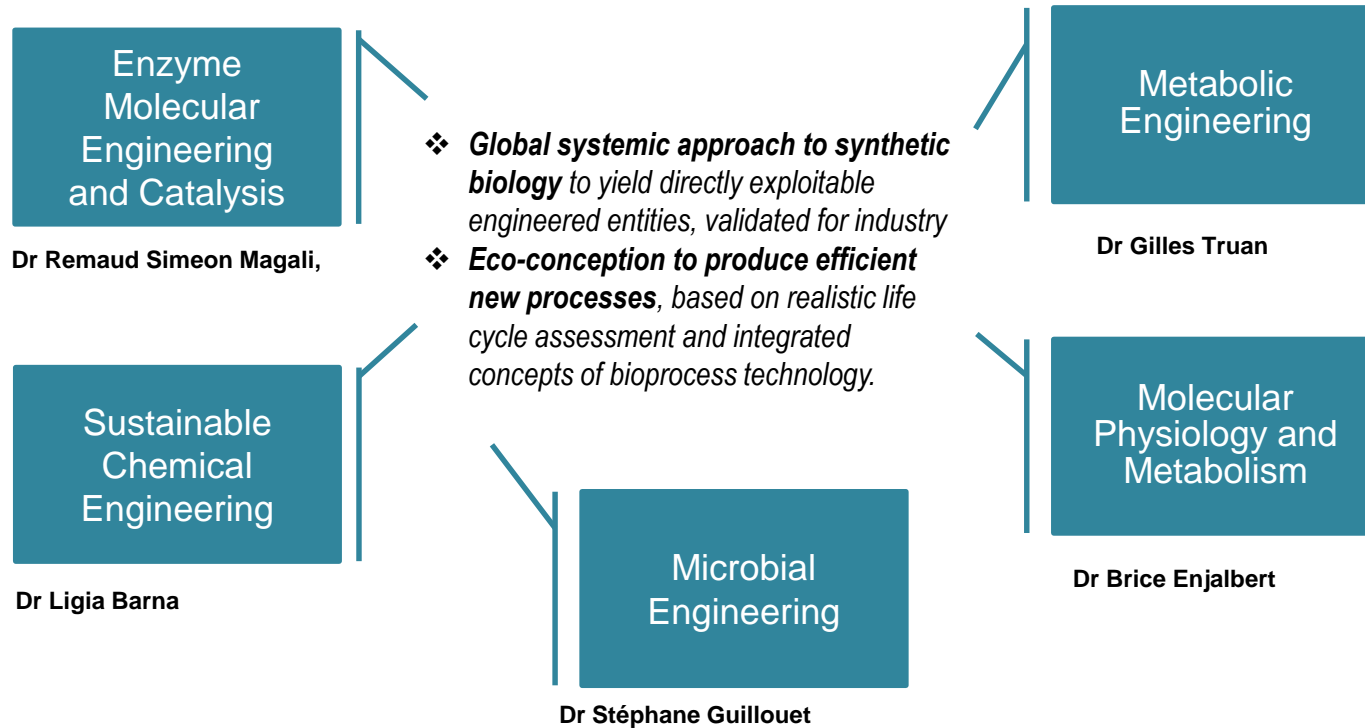 Enzyme
Molecular
Engineering
and Catalysis
Dr Remaud Simeon Magali,
Metabolic
Engineering
Dr Gilles Truan
❖ Global systemic approach to synthetic
biology to yield directly exploitable
engineered entities, validated for industry
❖ Eco-conception to produce efficient
new processes, based on realistic life
cycle assessment and integrated
concepts of bioprocess technology.
Sustainable
Chemical
Engineering
Dr Ligia Barna
Molecular
Physiology and
Metabolism
Dr Brice Enjalbert
Microbial
Engineering
Dr Stéphane Guillouet